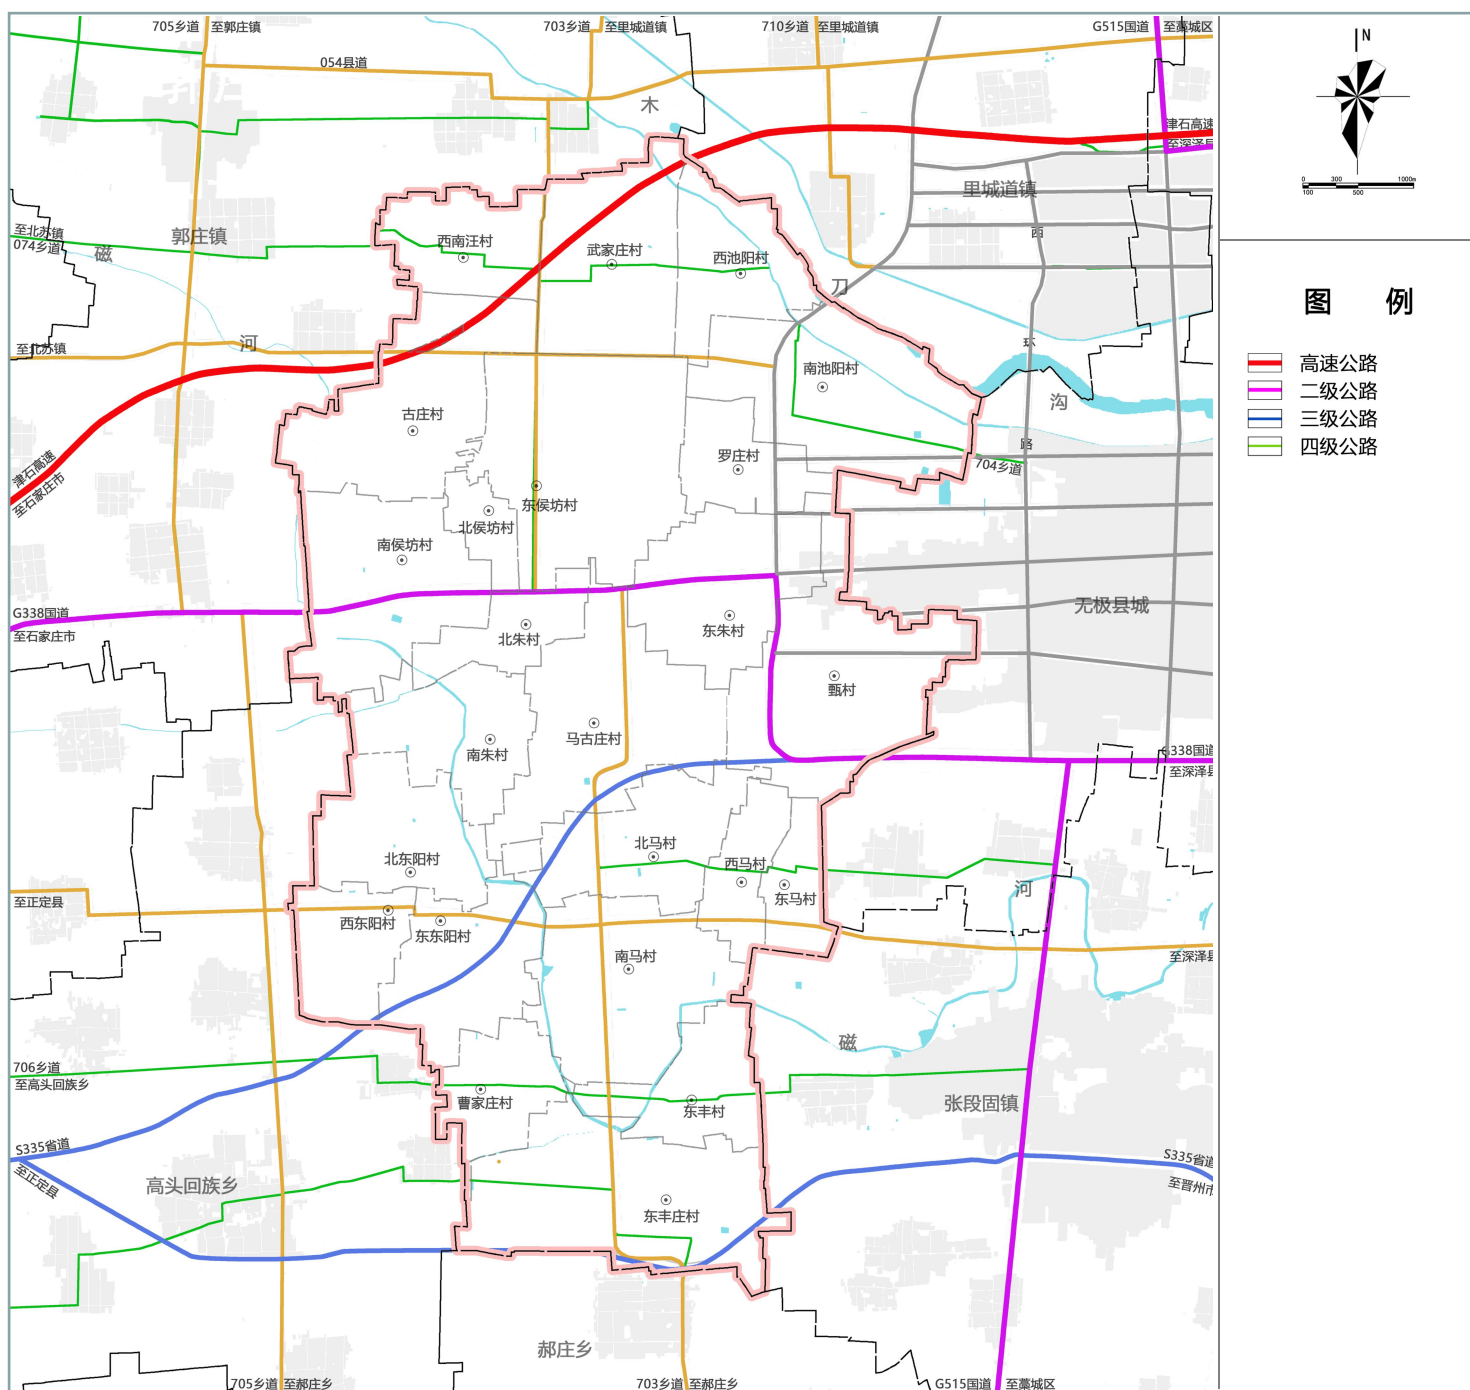 705乡道 至郭庄镇
703乡道 至里城道镇
710乡道 至里城道镇
G515国道 至藁城区
054县道
木
津石高速
至深泽县
里城道镇
至北苏镇
074乡道
磁
郭庄镇
西南汪村
武家庄村
西池阳村
西
刀
至北苏镇
河
环
南池阳村
沟
古庄村
路
罗庄村
704乡道
津石高速
至石家庄市
东侯坊村
北侯坊村
南侯坊村
G338国道
至石家庄市
无极县城
北朱村
东朱村
甄村
南朱村
马古庄村
G338国道
至深泽县
北东阳村
北马村
西马村
东马村
河
至正定县
西东阳村
东东阳村
南马村
至深泽县
磁
706乡道
至高头回族乡
曹家庄村
东丰村
张段固镇
S335省道
至正定县
S335省道
至晋州市
高头回族乡
东丰庄村
郝庄乡
705乡道 至郝庄乡
703乡道 至郝庄乡
G515国道 至藁城区
N
0 300 1000m
100 500
图 例
高速公路
二级公路
三级公路
四级公路